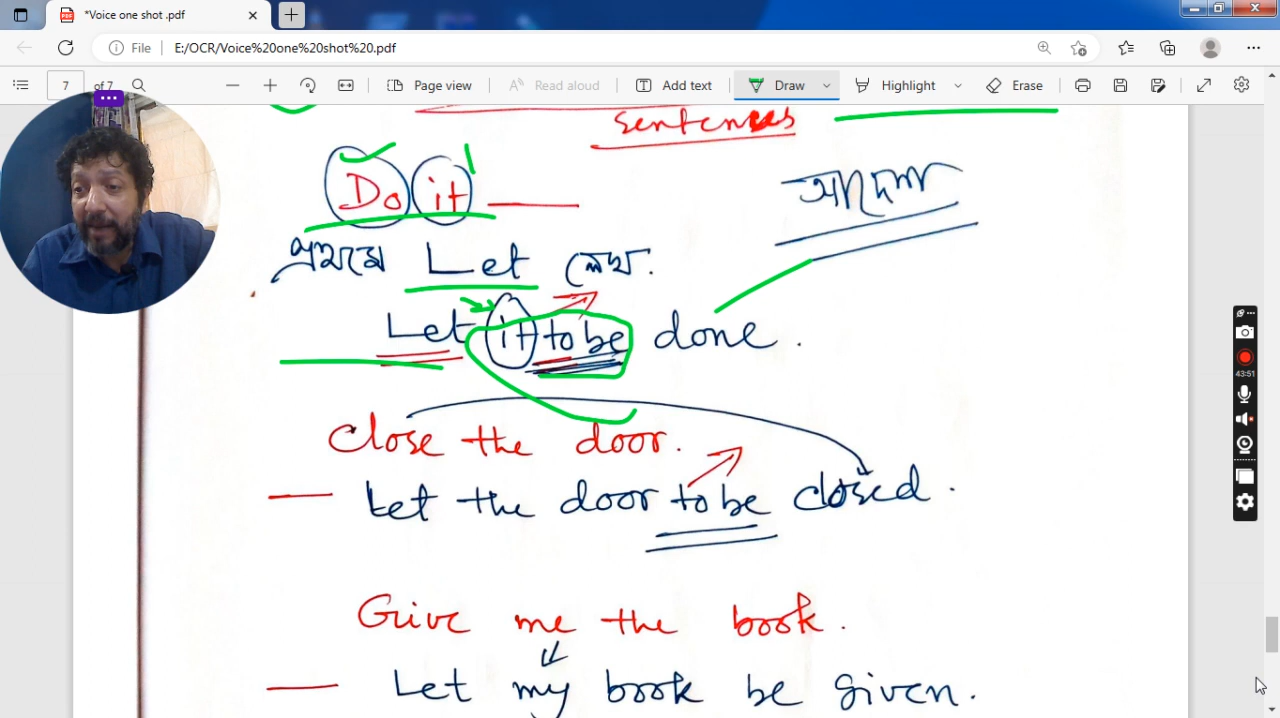 *Voice one shot .pdf
File E:/OCR/Voice%20one%20shot%20.pdf
7 of 7 Page view Read aloud Add text Draw Highlight Erase
sentences
Do it
আদেশ
প্রথমে Let লেখ.
Let it to be done.
Close the door.
Let the door to be closed.
Give me the book.
Let my book be given.
43:51